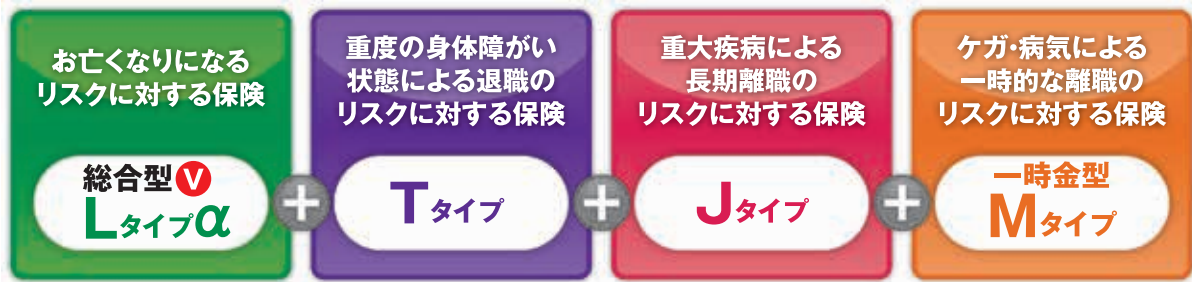 お亡くなりになる
リスクに対する保険
総合型 V
Lタイプα
+
重度の身体障がい
状態による退職の
リスクに対する保険
Tタイプ
+
重大疾病による
長期離職の
リスクに対する保険
Jタイプ
+
ケガ・病気による
一時的な離職の
リスクに対する保険
一時金型
Mタイプ